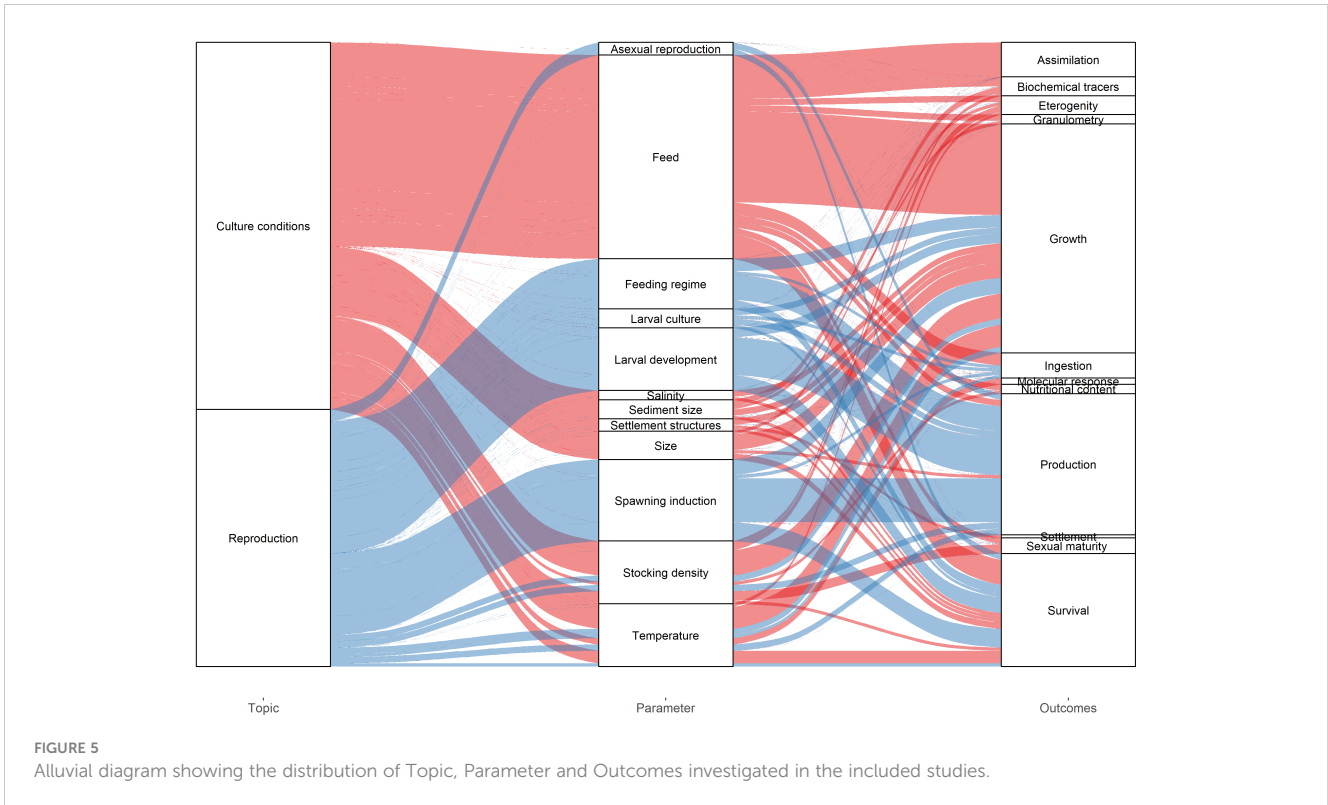 Culture conditions
Reproduction
Asexual reproduction
Feed
Feeding regime
Larval culture
Larval development
Salinity
Sediment size
Settlement structures
Size
Spawning induction
Stocking density
Temperature
Assimilation
Biochemical tracers
Eterogenity
Granulometry
Growth
Ingestion
Molecular response
Nutritional content
Production
Settlement
Sexual maturity
Survival
Topic
Parameter
Outcomes
FIGURE 5
Alluvial diagram showing the distribution of Topic, Parameter and Outcomes investigated in the included studies.